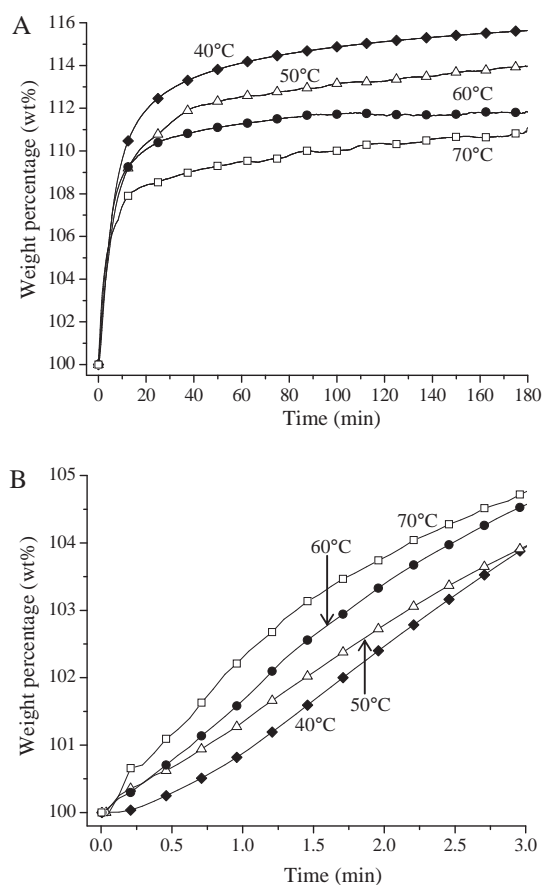 A
116
114
112
110
108
106
104
102
100
Weight percentage (wt%)
40°C
50°C
60°C
70°C
0 20 40 60 80 100 120 140 160 180
Time (min)
B
105
104
103
102
101
100
Weight percentage (wt%)
70°C
60°C
50°C
40°C
0.0 0.5 1.0 1.5 2.0 2.5 3.0
Time (min)